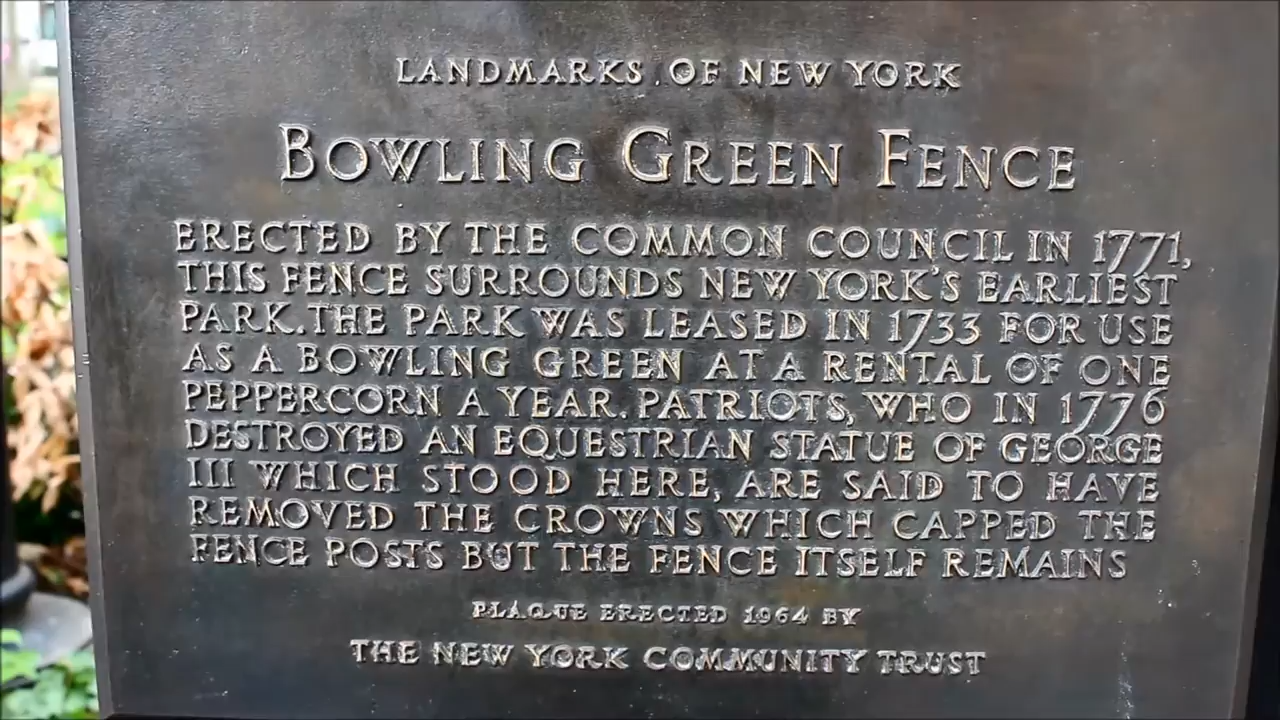 LANDMARKS OF NEW YORK
BOWLING GREEN FENCE
ERECTED BY THE COMMON COUNCIL IN 1771,
THIS FENCE SURROUNDS NEW YORK'S EARLIEST
PARK. THE PARK WAS LEASED IN 1733 FOR USE
AS A BOWLING GREEN AT A RENTAL OF ONE
PEPPERCORN A YEAR. PATRIOTS, WHO IN 1776
DESTROYED AN EQUESTRIAN STATUE OF GEORGE
III WHICH STOOD HERE, ARE SAID TO HAVE
REMOVED THE CROWNS WHICH CAPPED THE
FENCE POSTS BUT THE FENCE ITSELF REMAINS
PLAQUE ERECTED 1964 BY
THE NEW YORK COMMUNITY TRUST